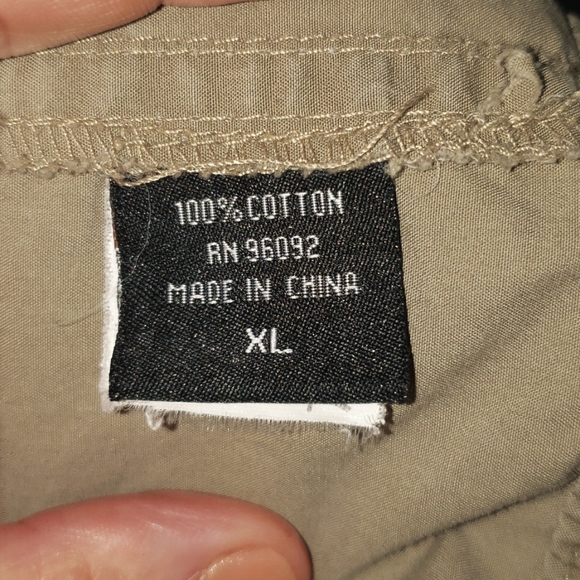 100% COTTON
RN 96092
MADE IN CHINA
XL